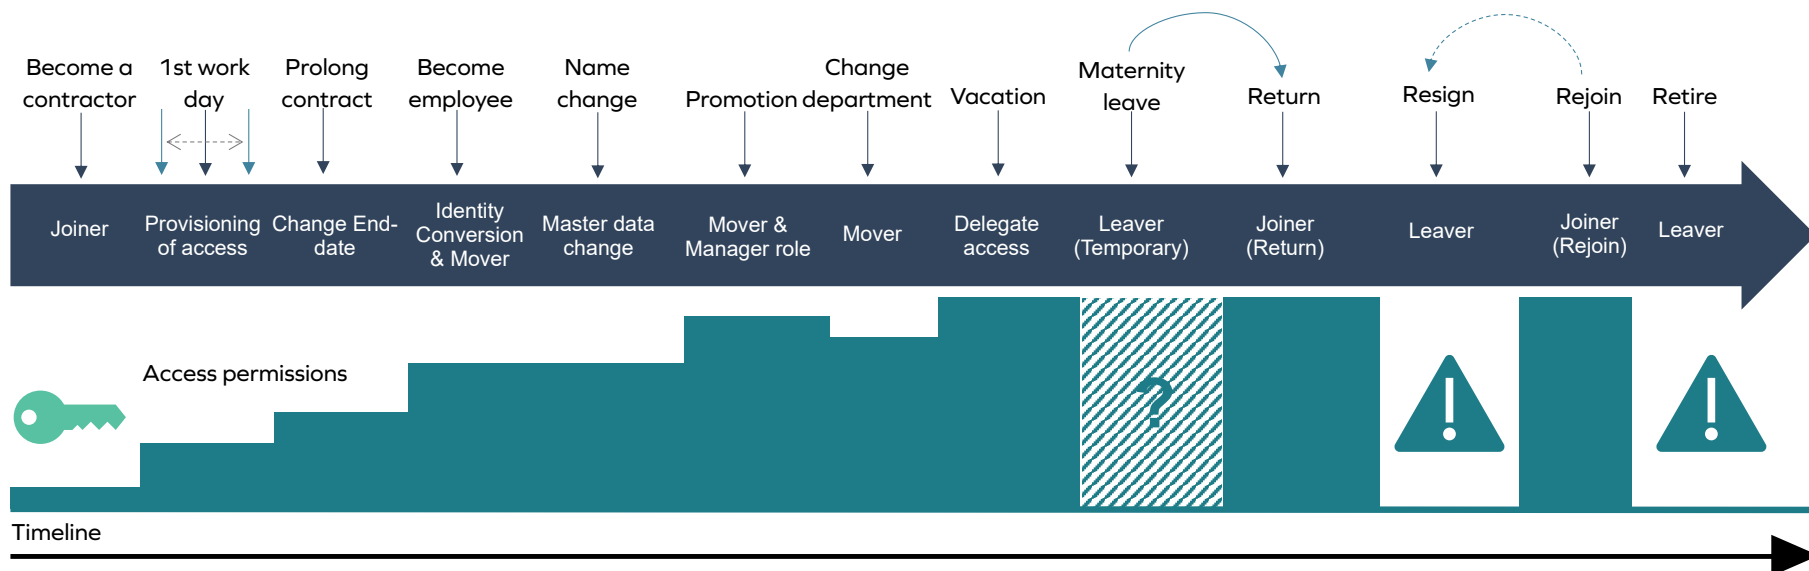 Become a
contractor
1st work
day
Prolong
contract
Become
employee
Name
change
Promotion
Change
department
Vacation
Maternity
leave
Return
Resign
Rejoin
Retire
Joiner
Provisioning
of access
Change End-
date
Identity
Conversion
& Mover
Master data
change
Mover &
Manager role
Mover
Delegate
access
Leaver
(Temporary)
Joiner
(Return)
Leaver
Joiner
(Rejoin)
Leaver
Access permissions
?
!
!
Timeline